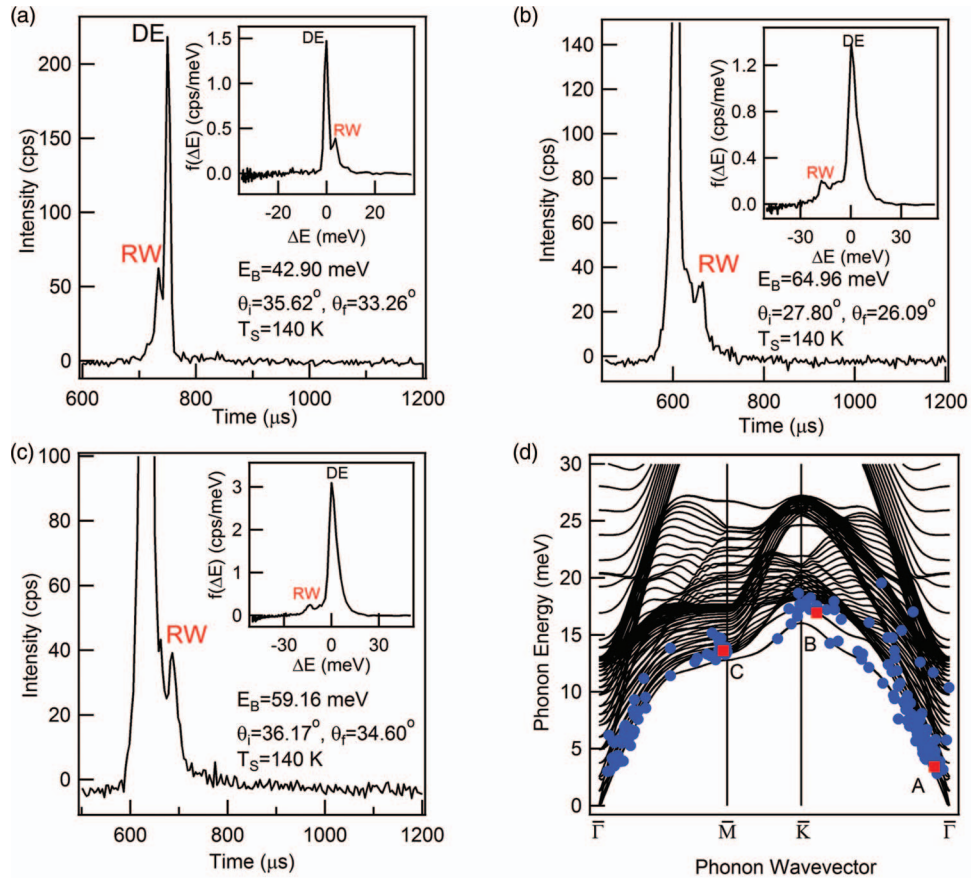 (a)
DE
200
150
100
50
0
Intensity (cps)
RW
600
800
1000
1200
Time (μs)
DE
1.5
1.0
0.5
0.0
f(ΔE) (cps/meV)
RW
-20
0
20
ΔE (meV)
E_B=42.90 meV
θ_i=35.62°, θ_f=33.26°
T_S=140 K
(b)
140
120
100
80
60
40
20
0
Intensity (cps)
RW
600
800
1000
1200
Time (μs)
DE
1.2
0.8
0.4
0.0
f(ΔE) (cps/meV)
RW
-30
0
30
ΔE (meV)
E_B=64.96 meV
θ_i=27.80°, θ_f=26.09°
T_S=140 K
(c)
100
80
60
40
20
0
Intensity (cps)
RW
600
800
1000
1200
Time (μs)
DE
3
2
1
0
f(ΔE) (cps/meV)
RW
-30
0
30
ΔE (meV)
E_B=59.16 meV
θ_i=36.17°, θ_f=34.60°
T_S=140 K
(d)
30
25
20
15
10
5
0
Phonon Energy (meV)
C
B
A
Γ̅ M̅ K̅ Γ̅
Phonon Wavevector